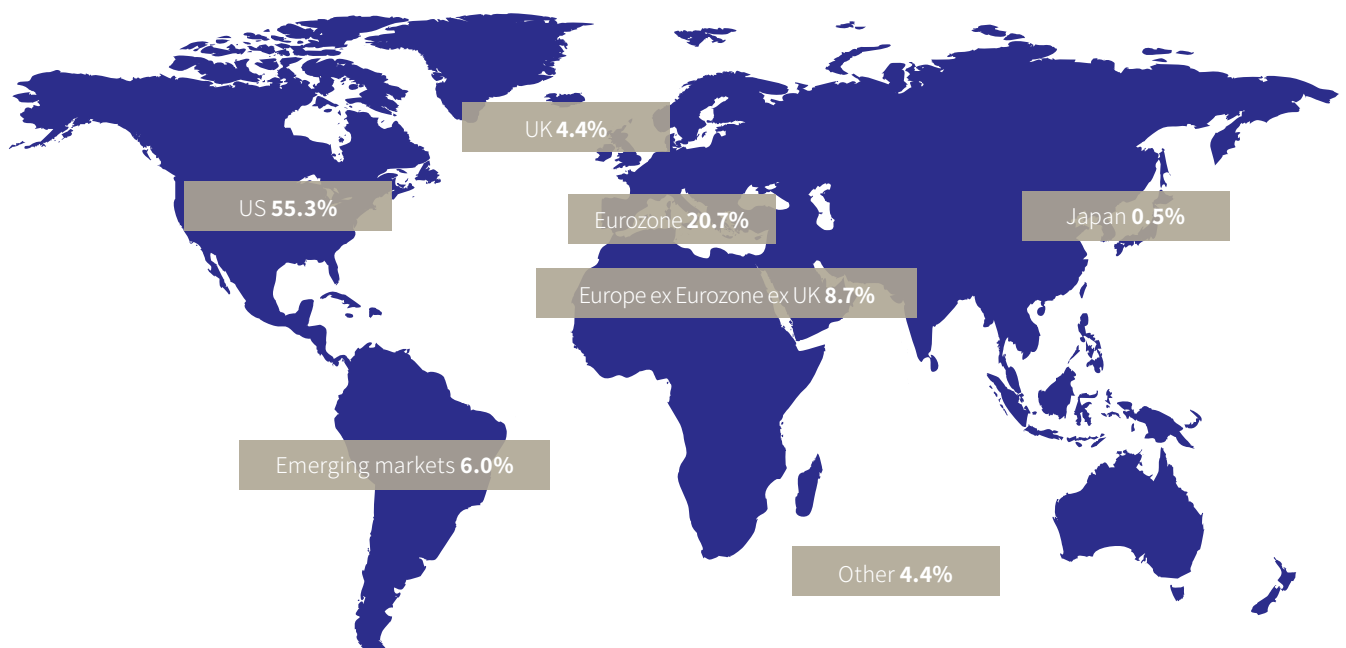 UK 4.4%
US 55.3%
Eurozone 20.7%
Japan 0.5%
Europe ex Eurozone ex UK 8.7%
Emerging markets 6.0%
Other 4.4%